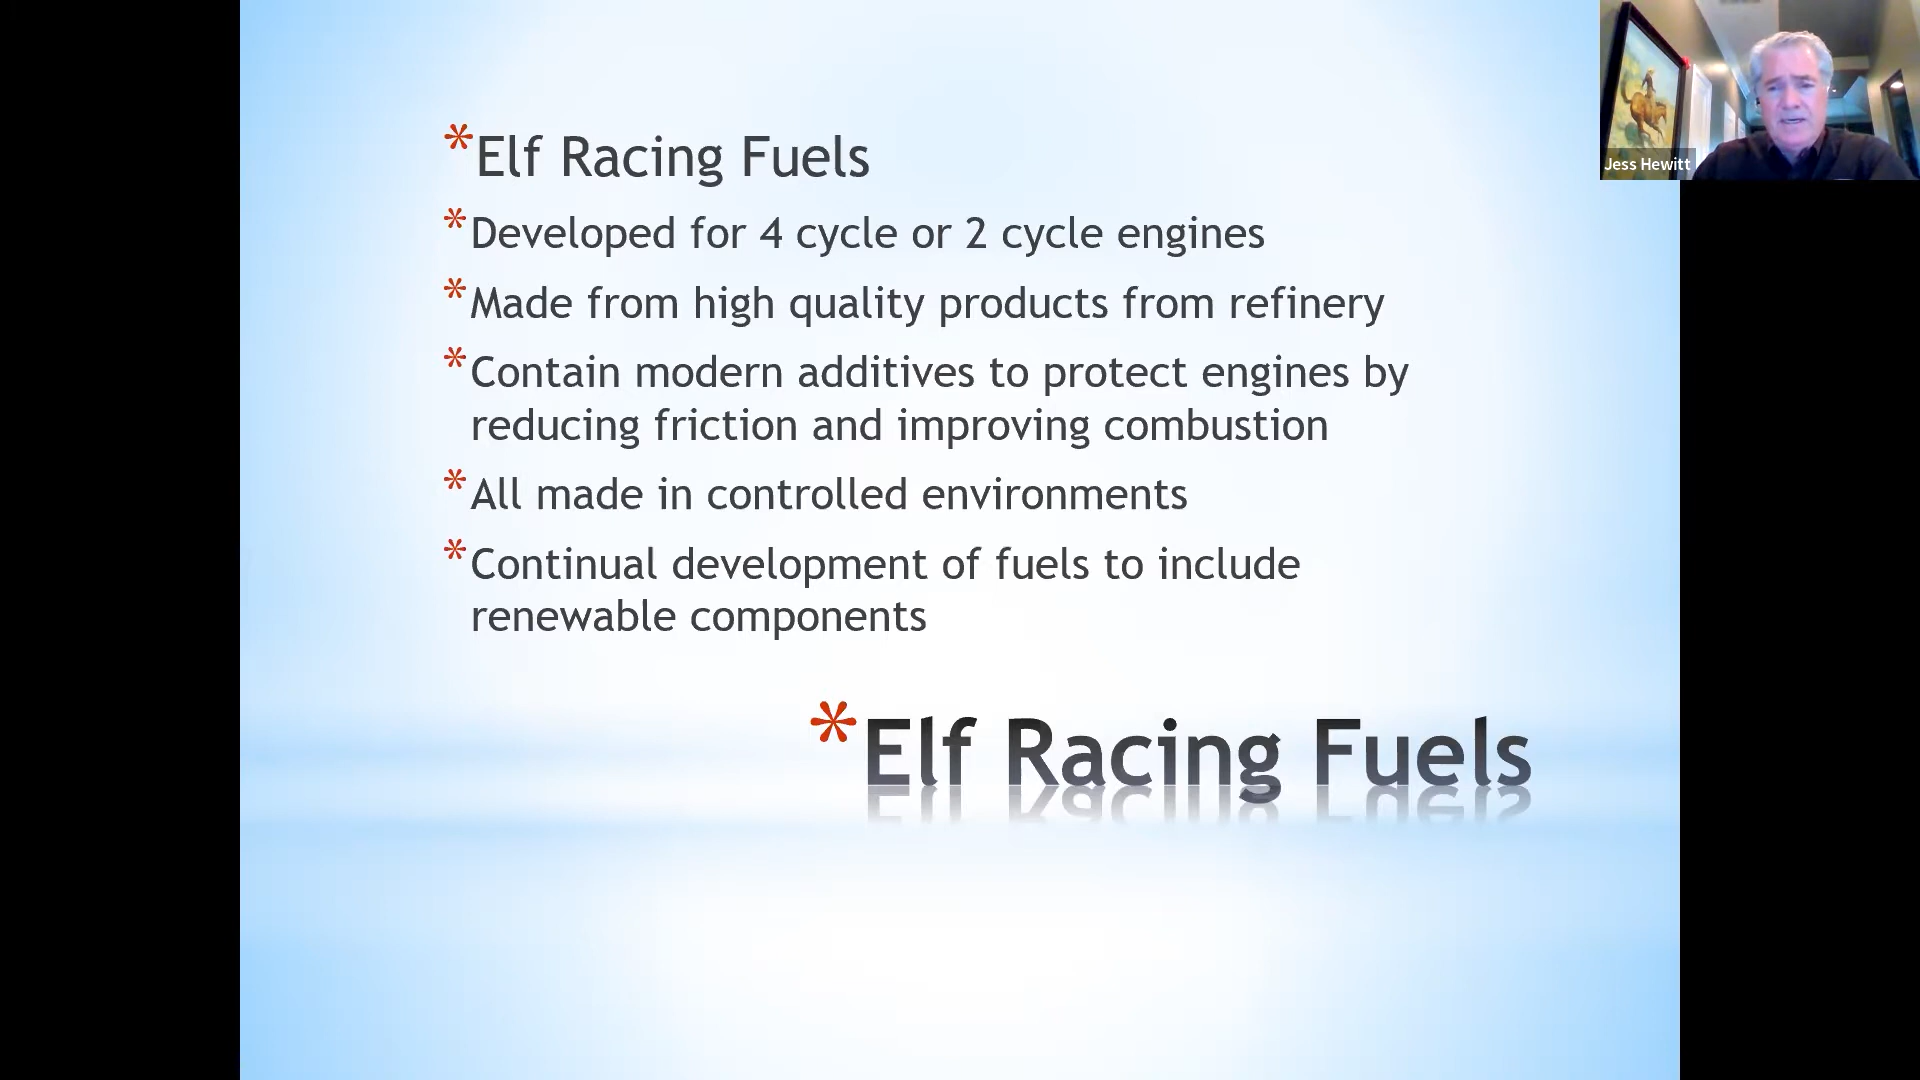 *Elf Racing Fuels
*Developed for 4 cycle or 2 cycle engines
*Made from high quality products from refinery
*Contain modern additives to protect engines by
reducing friction and improving combustion
*All made in controlled environments
*Continual development of fuels to include
renewable components
*Elf Racing Fuels
Jess Hewitt